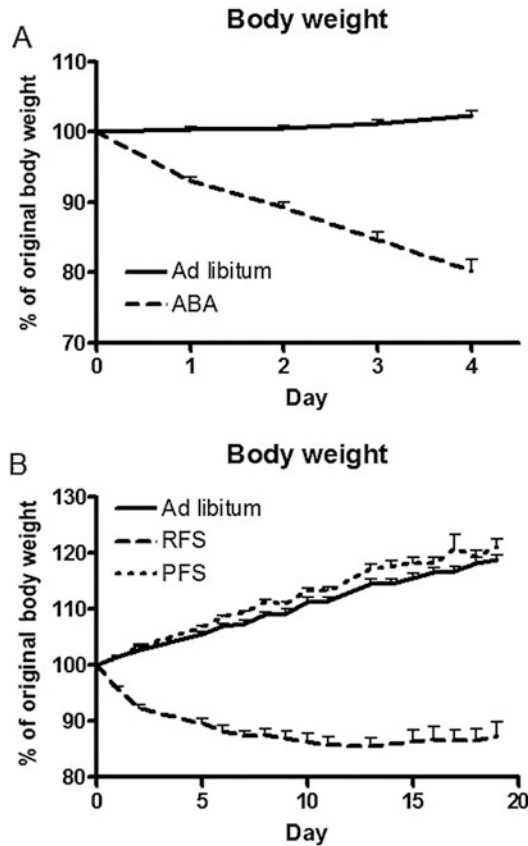 A
Body weight
% of original body weight
110
100
90
80
70
Ad libitum
ABA
0 1 2 3 4
Day
B
Body weight
% of original body weight
130
120
110
100
90
80
Ad libitum
RFS
PFS
0 5 10 15 20
Day